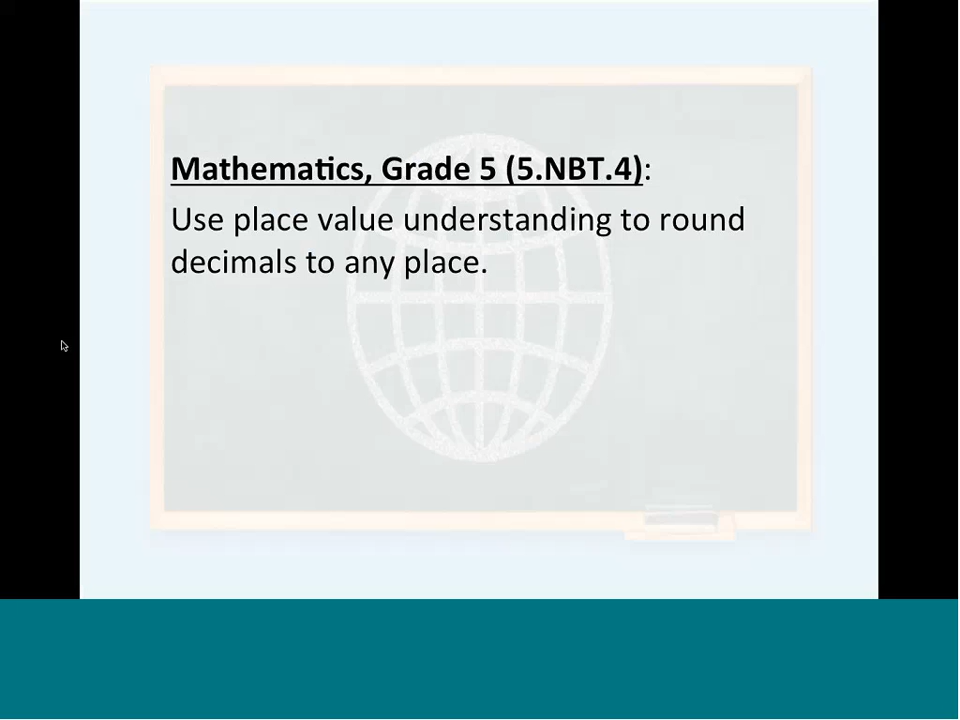 Mathematics, Grade 5 (5.NBT.4):
Use place value understanding to round
decimals to any place.